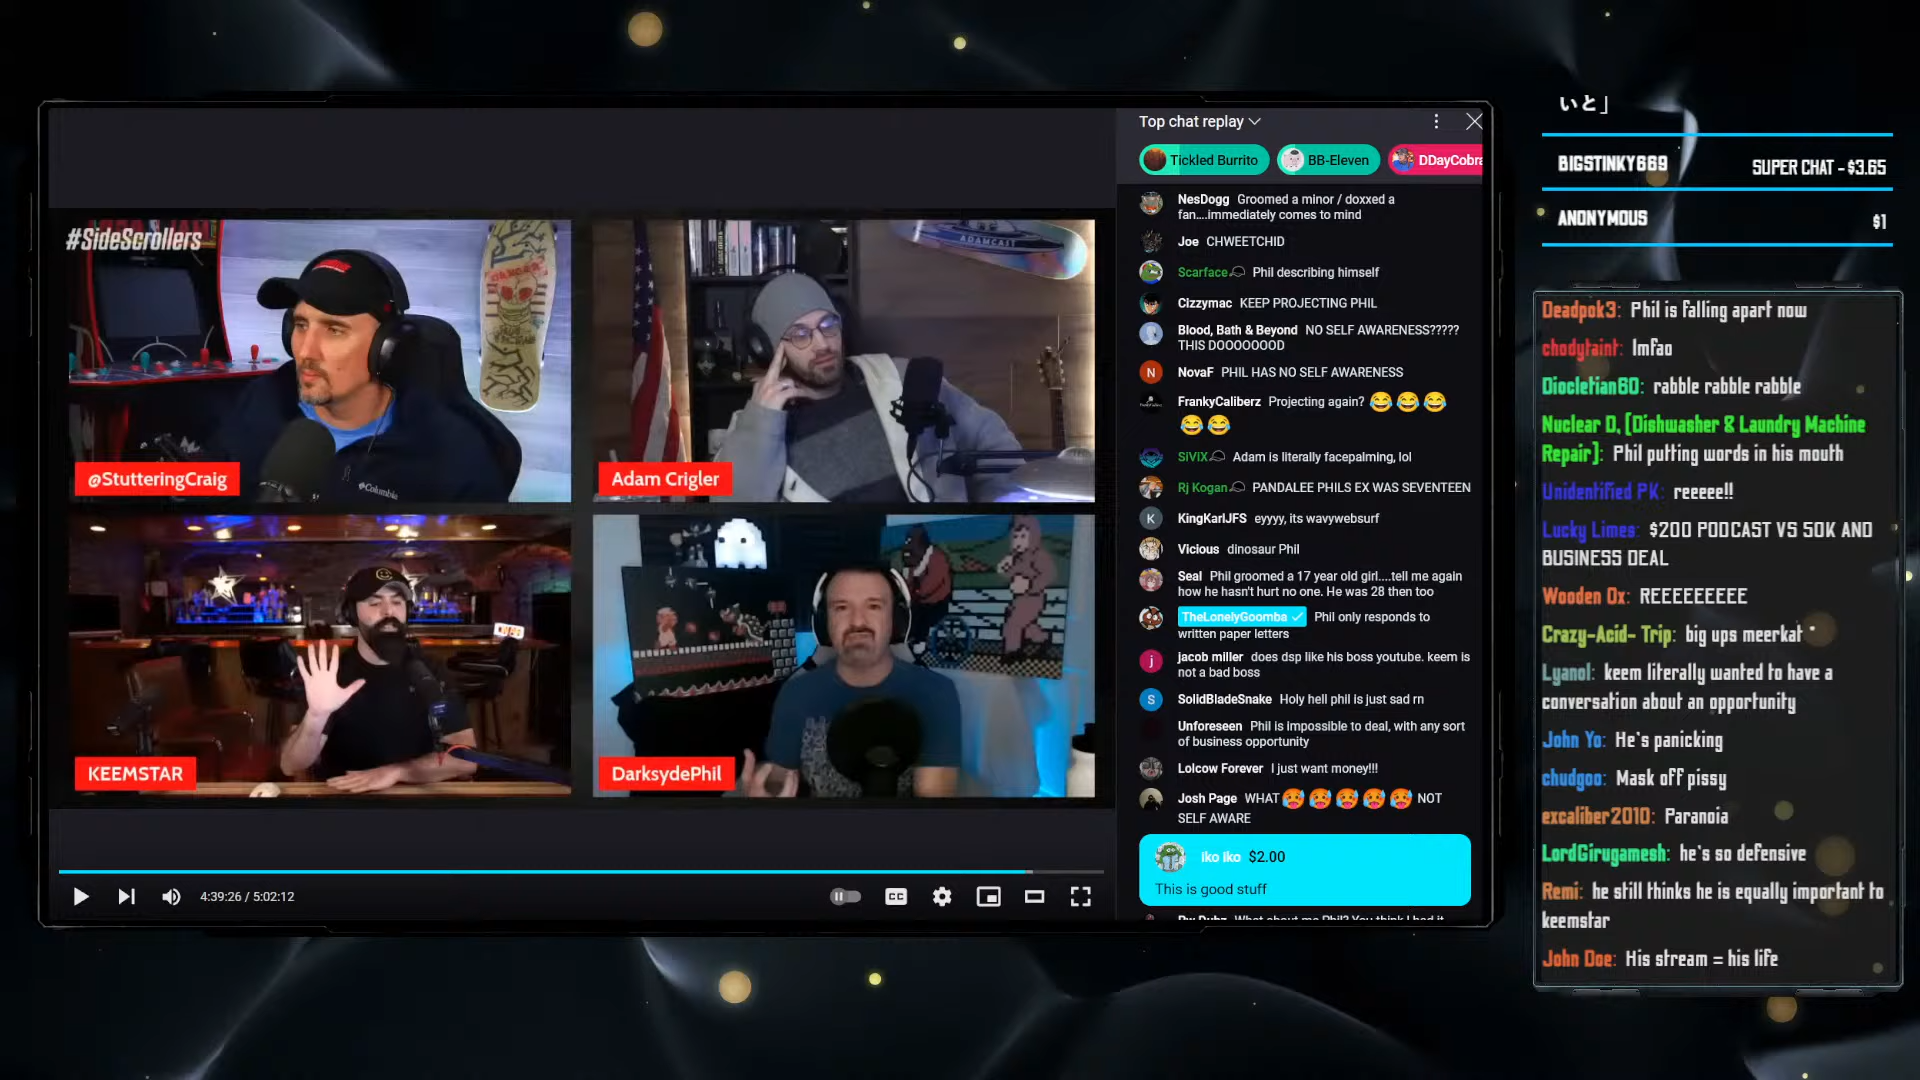 いと」
BIGSTINKY669 SUPER CHAT - $3.65
ANONYMOUS $1
#SideScrollers
ADAMCAST
@StutteringCraig
Adam Crigler
Columbia
KEEMSTAR
DarksydePhil
4:39:26 / 5:02:12
CC
Top chat replay
Tickled Burrito BB-Eleven DDayCobra
NesDogg Groomed a minor / doxxed a
fan....immediately comes to mind
Joe CHWEETCHID
Scarface Phil describing himself
Cizzymac KEEP PROJECTING PHIL
Blood, Bath & Beyond NO SELF AWARENESS?????
THIS DOOOOOOOD
N NovaF PHIL HAS NO SELF AWARENESS
FrankyCaliberz Projecting again? 😂😂😂
😂😂
SiViX Adam is literally facepalming, lol
Rj Kogan PANDALEE PHILS EX WAS SEVENTEEN
K KingKarlJFS eyyyy, its wavywebsurf
Vicious dinosaur Phil
Seal Phil groomed a 17 year old girl....tell me again
how he hasn't hurt no one. He was 28 then too
TheLonelyGoomba Phil only responds to
written paper letters
j jacob miller does dsp like his boss youtube. keem is
not a bad boss
S SolidBladeSnake Holy hell phil is just sad rn
Unforeseen Phil is impossible to deal, with any sort
of business opportunity
Lolcow Forever I just want money!!!
Josh Page WHAT 🥵🥵🥵🥵🥵 NOT
SELF AWARE
Iko Iko $2.00
This is good stuff
Deadpok3: Phil is falling apart now
chodytaint: lmfao
Diocletian60: rabble rabble rabble
Nuclear D, [Dishwasher & Laundry Machine
Repair]: Phil putting words in his mouth
Unidentified PK: reeeee!!
Lucky Limes: $200 PODCAST VS 50K AND
BUSINESS DEAL
Wooden Ox: REEEEEEEEE
Crazy-Acid- Trip: big ups meerkat
Lyanol: keem literally wanted to have a
conversation about an opportunity
John Yo: He's panicking
chudgoo: Mask off pissy
excaliber2010: Paranoia
LordGirugamesh: he's so defensive
Remi: he still thinks he is equally important to
keemstar
John Doe: His stream = his life